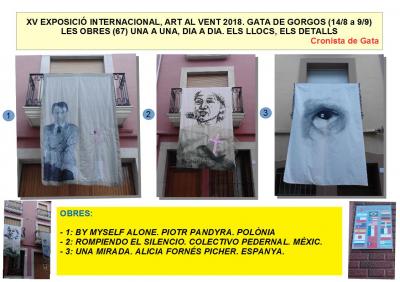 XV EXPOSICIÓ INTERNACIONAL, ART AL VENT 2018. GATA DE GORGOS (14/8 a 9/9)
LES OBRES (67) UNA A UNA, DIA A DIA. ELS LLOCS, ELS DETALLS
Cronista de Gata
1
2
3
OBRES:
- 1: BY MYSELF ALONE. PIOTR PANDYRA. POLÒNIA
- 2: ROMPIENDO EL SILENCIO. COLECTIVO PEDERNAL. MÉXIC.
- 3: UNA MIRADA. ALICIA FORNÉS PICHER. ESPANYA.